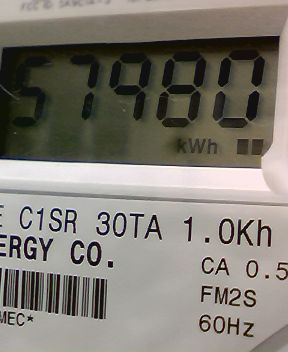 57980
kWh
E C1SR 30TA 1.0Kh
ERGY CO.
CA 0.5
FM2S
MEC*
60Hz